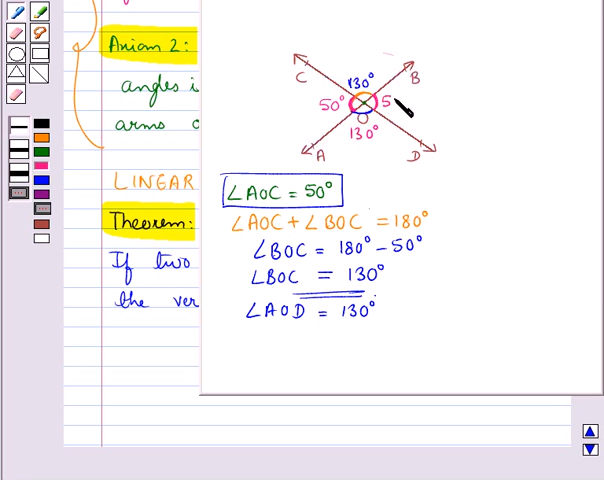 Axiom 2:
angles i
arms o
LINEAR
Theorem:
If two
the ver
C
130°
B
50°
5
130°
O
A
D
∠AOC = 50°
∠AOC + ∠BOC = 180°
∠BOC = 180° - 50°
∠BOC = 130°
∠AOD = 130°